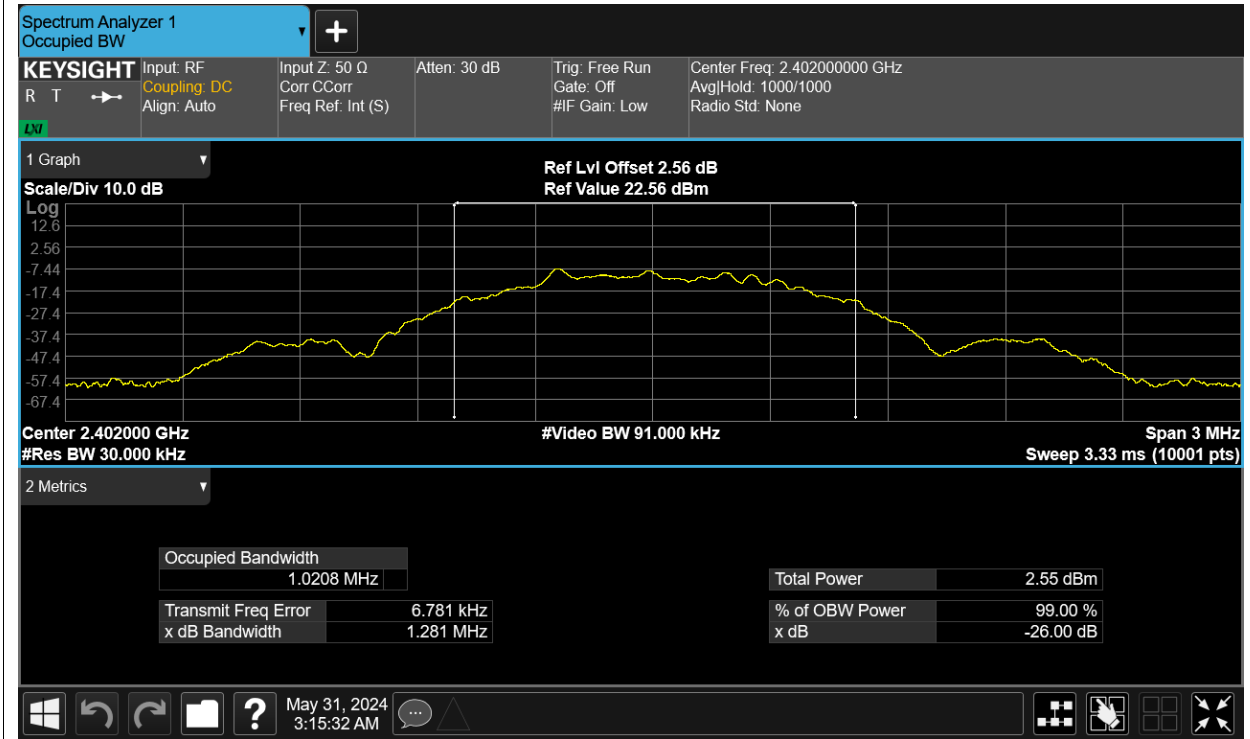 Spectrum Analyzer 1
Occupied BW
KEYSIGHT
R T
LXI
Input: RF
Coupling: DC
Align: Auto
Input Z: 50 Ω
Corr CCorr
Freq Ref: Int (S)
Atten: 30 dB
Trig: Free Run
Gate: Off
#IF Gain: Low
Center Freq: 2.402000000 GHz
Avg|Hold: 1000/1000
Radio Std: None
1 Graph
Scale/Div 10.0 dB
Ref Lvl Offset 2.56 dB
Ref Value 22.56 dBm
Log
12.6
2.56
-7.44
-17.4
-27.4
-37.4
-47.4
-57.4
-67.4
Center 2.402000 GHz
#Res BW 30.000 kHz
#Video BW 91.000 kHz
Span 3 MHz
Sweep 3.33 ms (10001 pts)
2 Metrics
Occupied Bandwidth
1.0208 MHz
Transmit Freq Error 6.781 kHz
x dB Bandwidth 1.281 MHz
Total Power 2.55 dBm
% of OBW Power 99.00 %
x dB -26.00 dB
?
May 31, 2024
3:15:32 AM